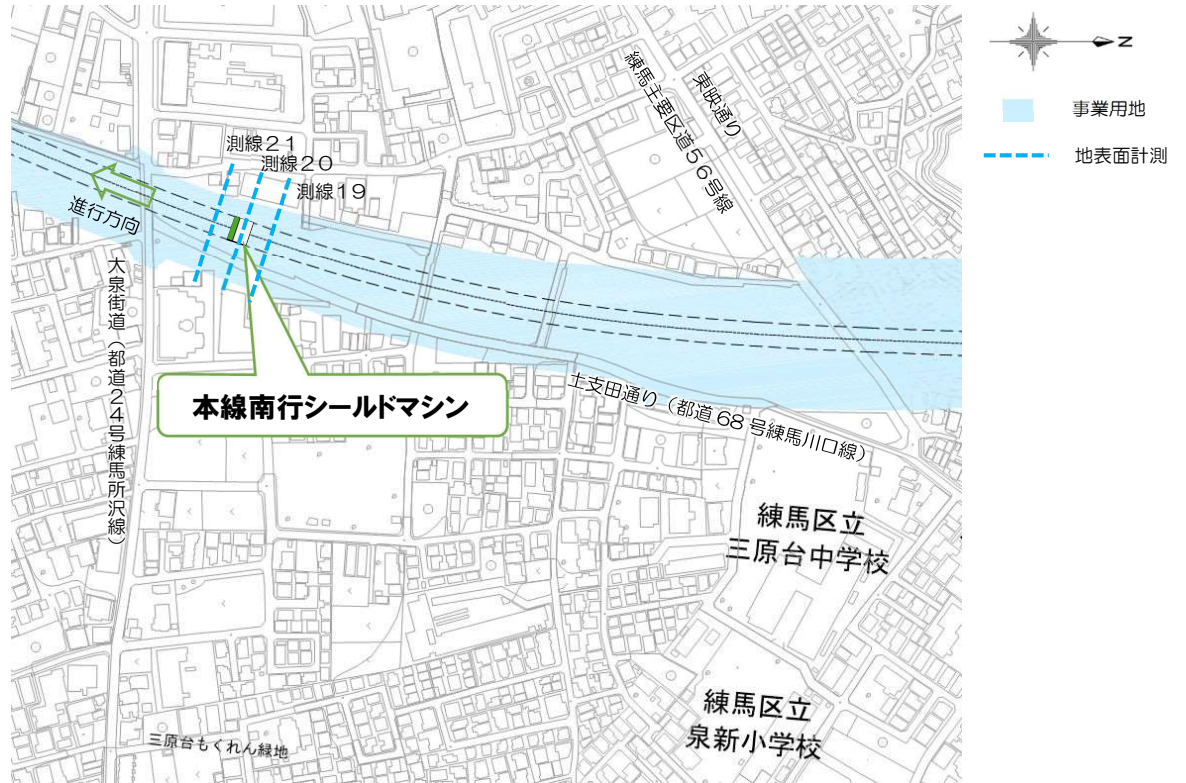 N
事業用地
地表面計測
東映通り
練馬主要区道56号線
測線21
測線20
測線19
進行方向
大泉街道（都道24号練馬所沢線）
本線南行シールドマシン
土支田通り（都道68号練馬川口線）
練馬区立
三原台中学校
練馬区立
泉新小学校
三原台もくれん緑地